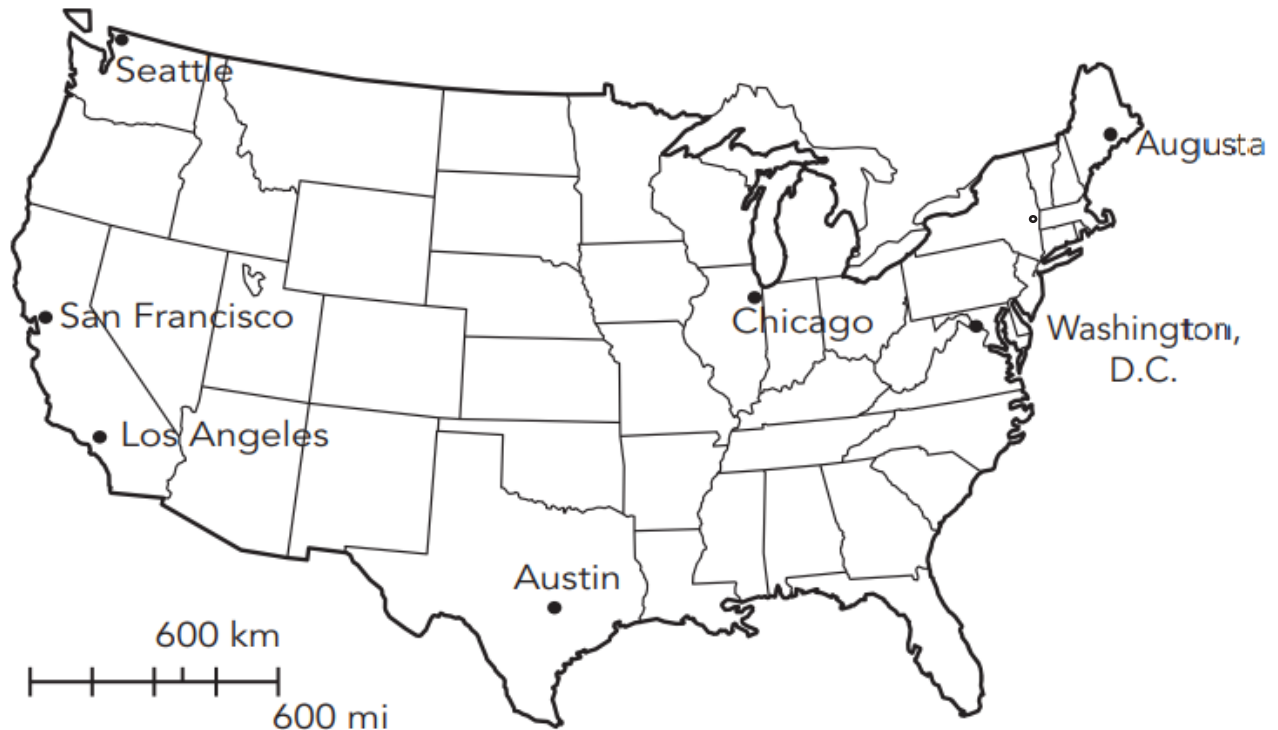 Seattle
Augusta
San Francisco
Chicago
Washington,
D.C.
Los Angeles
Austin
600 km
600 mi